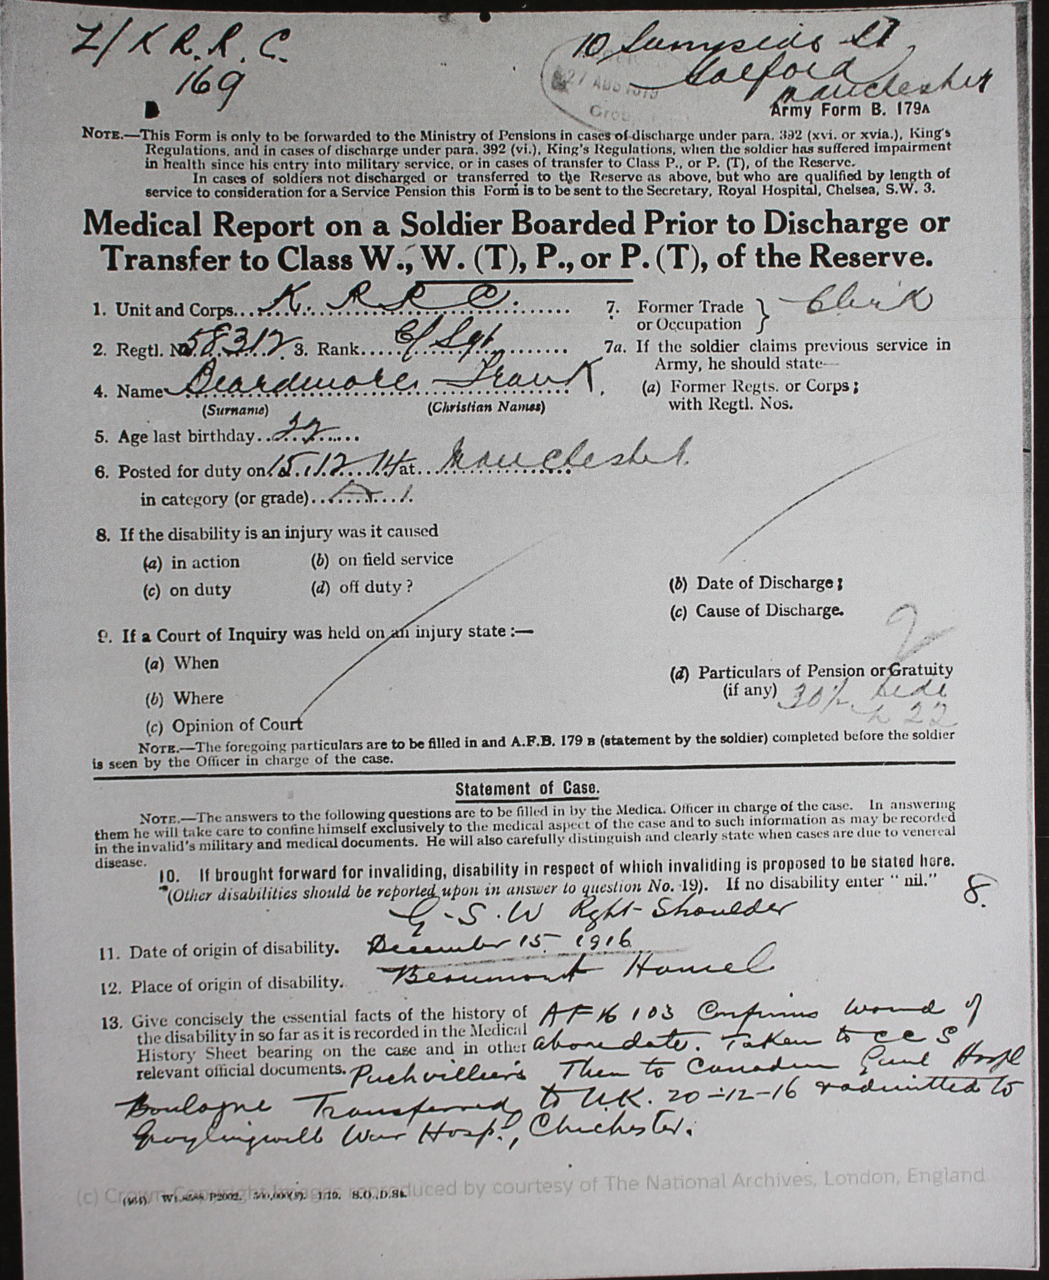 Z/K R. R. C.
169
10 Sunnyside St,
Salford
Manchester
27 AUG 1919
Army Form B. 179A
NOTE.—This Form is only to be forwarded to the Ministry of Pensions in cases of discharge under para. 392 (xvi. or xvia.), King's
Regulations, and in cases of discharge under para. 392 (vi.), King's Regulations, when the soldier has suffered impairment
in health since his entry into military service, or in cases of transfer to Class P., or P. (T), of the Reserve.
In cases of soldiers not discharged or transferred to the Reserve as above, but who are qualified by length of
service to consideration for a Service Pension this Form is to be sent to the Secretary, Royal Hospital, Chelsea, S.W. 3.
Medical Report on a Soldier Boarded Prior to Discharge or
Transfer to Class W., W. (T), P., or P. (T), of the Reserve.
1. Unit and Corps... K. R R C.
2. Regtl. No 58312. 3. Rank..... C/Sgt
4. Name Beardmore Frank
(Surname) (Christian Names)
5. Age last birthday..
6. Posted for duty on 15.12.14 at.... Manchester.
in category (or grade)... A 1.
7. Former Trade or Occupation } Clerk
7a. If the soldier claims previous service in
Army, he should state—
(a) Former Regts. or Corps;
with Regtl. Nos.
8. If the disability is an injury was it caused
(a) in action (b) on field service
(c) on duty (d) off duty?
(b) Date of Discharge;
(c) Cause of Discharge.
9. If a Court of Inquiry was held on an injury state:—
(a) When
(b) Where
(c) Opinion of Court
(d) Particulars of Pension or Gratuity
(if any) 30%
22
NOTE.—The foregoing particulars are to be filled in and A.F.B. 179 B (statement by the soldier) completed before the soldier
is seen by the Officer in charge of the case.
Statement of Case.
NOTE.—The answers to the following questions are to be filled in by the Medica. Officer in charge of the case. In answering
them he will take care to confine himself exclusively to the medical aspect of the case and to such information as may be recorded
in the invalid's military and medical documents. He will also carefully distinguish and clearly state when cases are due to venereal
disease.
10. If brought forward for invaliding, disability in respect of which invaliding is proposed to be stated here.
(Other disabilities should be reported upon in answer to question No. 19). If no disability enter "nil." 8.
G. S. W Right Shoulder
11. Date of origin of disability. December 15 1916
12. Place of origin of disability. Beaumont Hamel
13. Give concisely the essential facts of the history of
the disability in so far as it is recorded in the Medical
History Sheet bearing on the case and in other
relevant official documents.
AF B 103 Confirms wound of
above date. Taken to C C S
Puchvilliers Then to Canadian Genl Hospl
Boulogne Transferred to U.K. 20-12-16 & admitted to
Graylingwell War Hospl, Chichester.
(c) Crown Copyright Images reproduced by courtesy of The National Archives, London, England